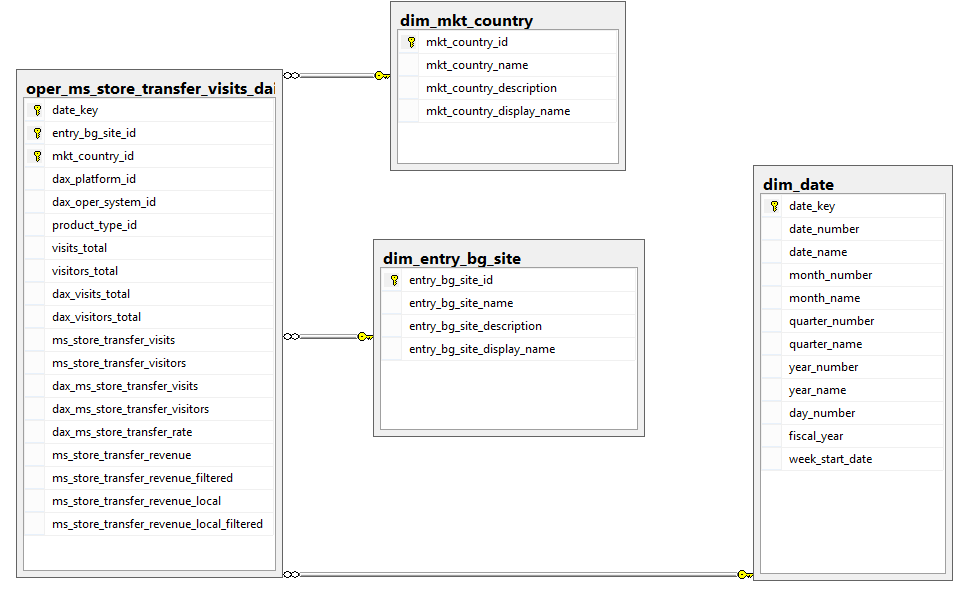 dim_mkt_country
mkt_country_id
mkt_country_name
mkt_country_description
mkt_country_display_name
oper_ms_store_transfer_visits_dai
date_key
entry_bg_site_id
mkt_country_id
dax_platform_id
dax_oper_system_id
product_type_id
visits_total
visitors_total
dax_visits_total
dax_visitors_total
ms_store_transfer_visits
ms_store_transfer_visitors
dax_ms_store_transfer_visits
dax_ms_store_transfer_visitors
dax_ms_store_transfer_rate
ms_store_transfer_revenue
ms_store_transfer_revenue_filtered
ms_store_transfer_revenue_local
ms_store_transfer_revenue_local_filtered
dim_entry_bg_site
entry_bg_site_id
entry_bg_site_name
entry_bg_site_description
entry_bg_site_display_name
dim_date
date_key
date_number
date_name
month_number
month_name
quarter_number
quarter_name
year_number
year_name
day_number
fiscal_year
week_start_date